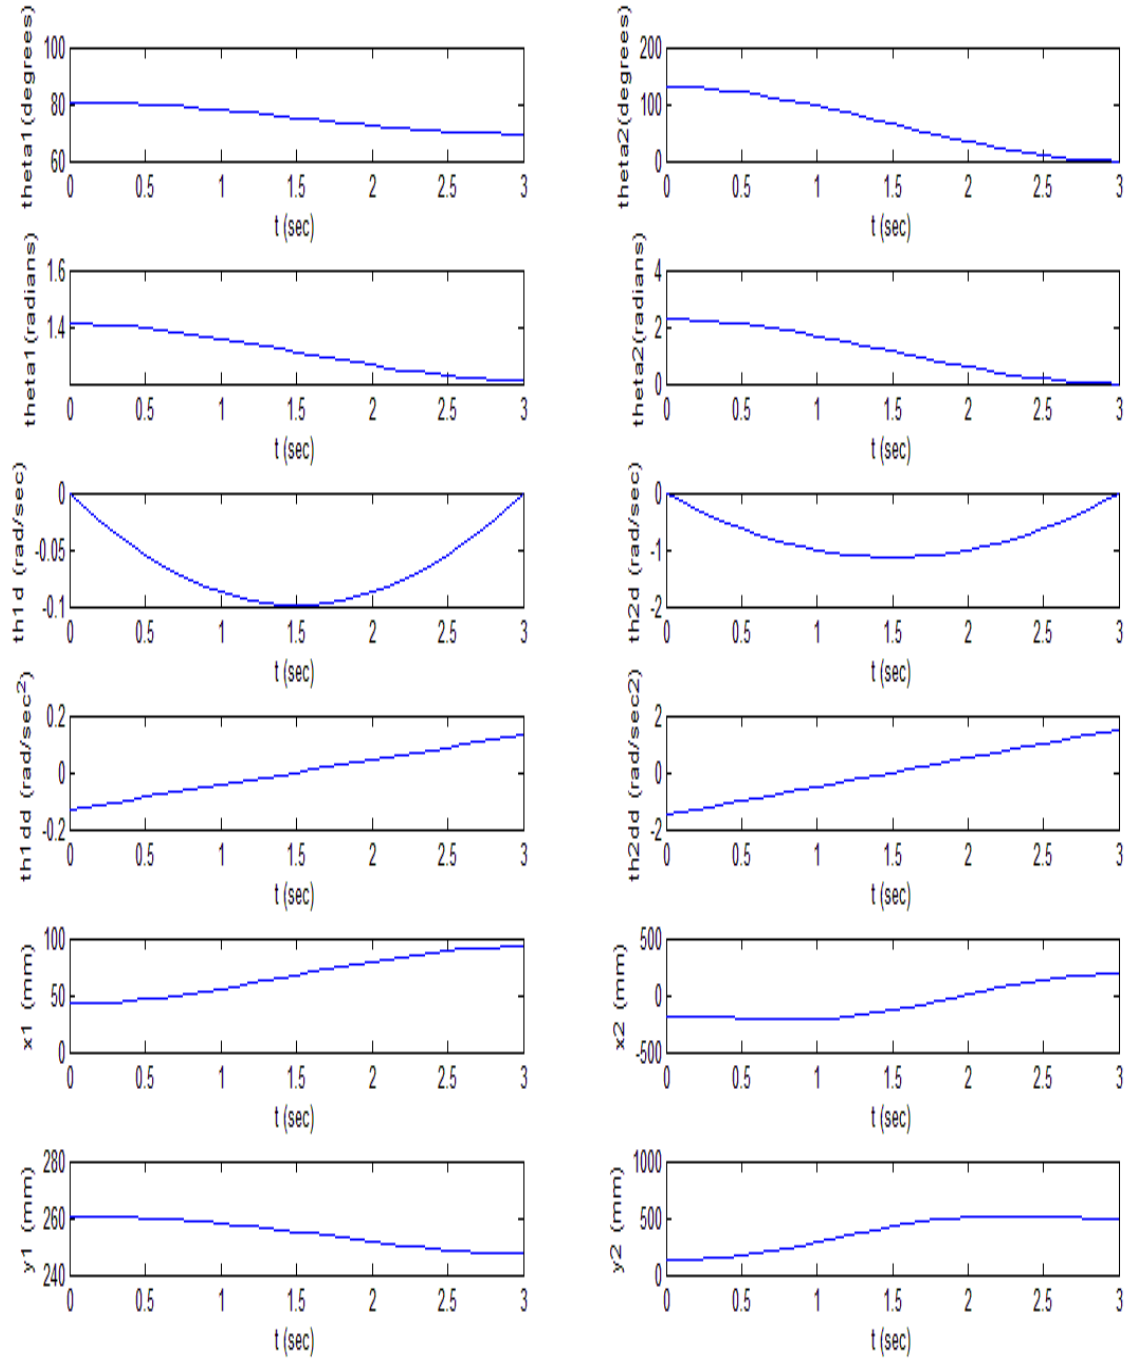 theta1(degrees)
100
80
60
0 0.5 1 1.5 2 2.5 3
t (sec)
theta2(degrees)
200
100
0
0 0.5 1 1.5 2 2.5 3
t (sec)
theta1(radians)
1.6
1.4
0 0.5 1 1.5 2 2.5 3
t (sec)
theta2(radians)
4
2
0
0 0.5 1 1.5 2 2.5 3
t (sec)
th1d (rad/sec)
0
-0.05
-0.1
0 0.5 1 1.5 2 2.5 3
t (sec)
th2d (rad/sec)
0
-1
-2
0 0.5 1 1.5 2 2.5 3
t (sec)
th1dd (rad/sec²)
0.2
0
-0.2
0 0.5 1 1.5 2 2.5 3
t (sec)
th2dd (rad/sec2)
2
0
-2
0 0.5 1 1.5 2 2.5 3
t (sec)
x1 (mm)
100
50
0
0 0.5 1 1.5 2 2.5 3
t (sec)
x2 (mm)
500
0
-500
0 0.5 1 1.5 2 2.5 3
t (sec)
y1 (mm)
280
260
240
0 0.5 1 1.5 2 2.5 3
t (sec)
y2 (mm)
1000
500
0
0 0.5 1 1.5 2 2.5 3
t (sec)